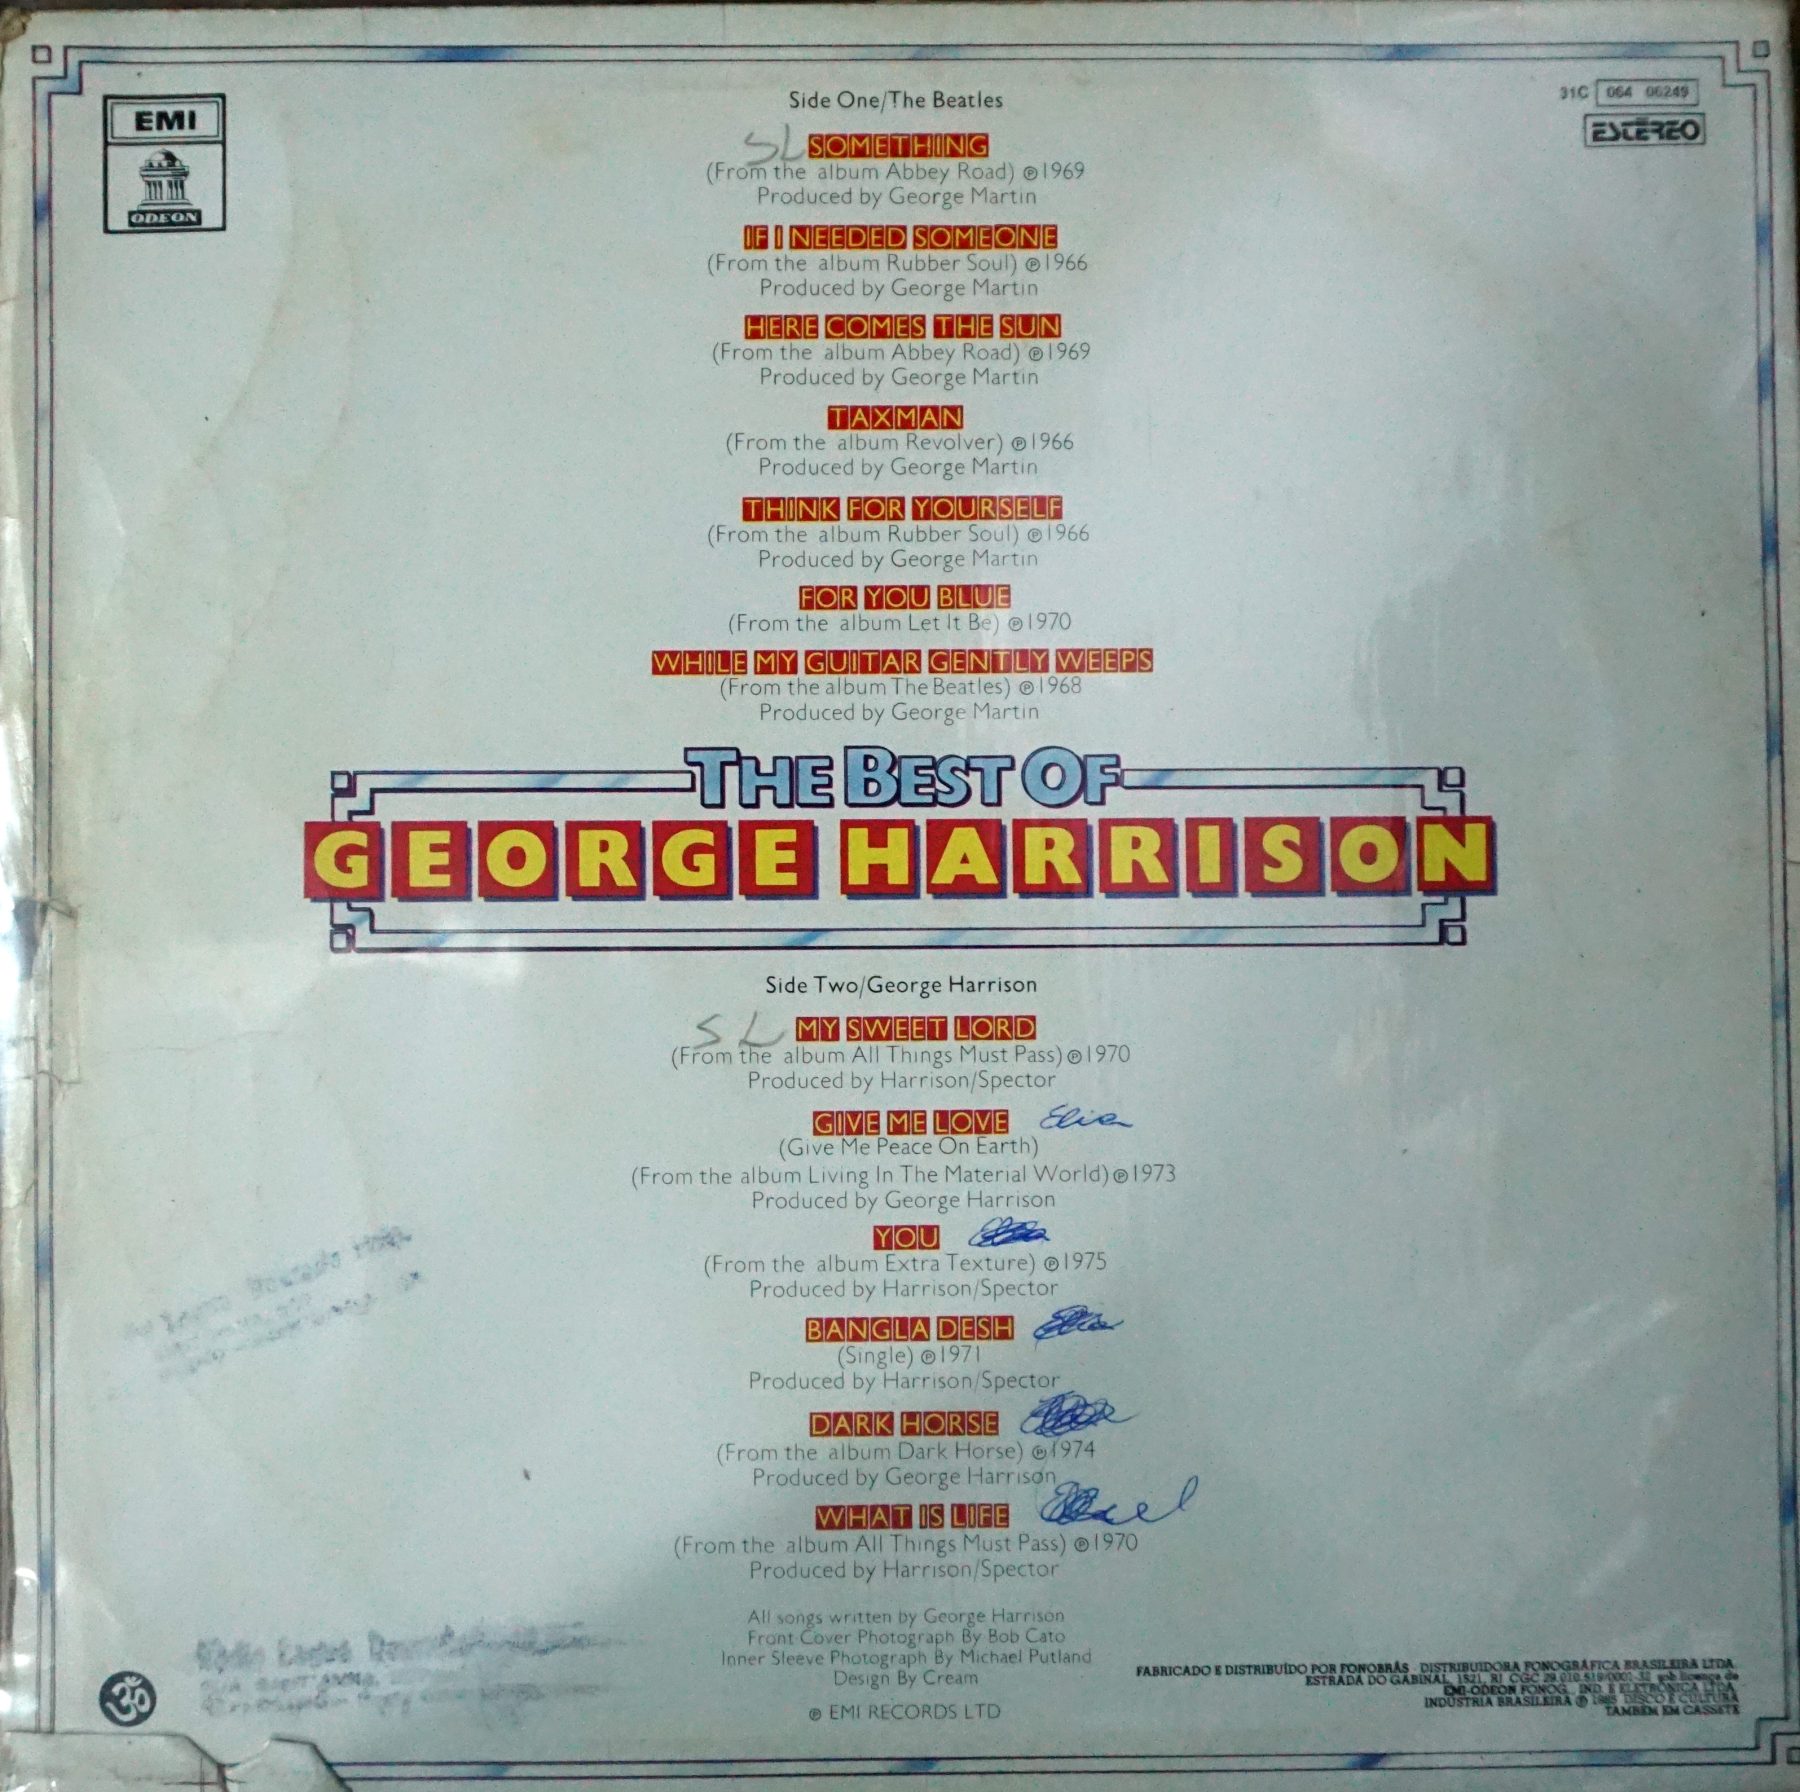 EMI
ODEON
31C 064 06249
ESTÉREO
Side One/The Beatles
SL SOMETHING
(From the album Abbey Road) ℗1969
Produced by George Martin
IF I NEEDED SOMEONE
(From the album Rubber Soul) ℗1966
Produced by George Martin
HERE COMES THE SUN
(From the album Abbey Road) ℗1969
Produced by George Martin
TAXMAN
(From the album Revolver) ℗1966
Produced by George Martin
THINK FOR YOURSELF
(From the album Rubber Soul) ℗1966
Produced by George Martin
FOR YOU BLUE
(From the album Let It Be) ℗1970
WHILE MY GUITAR GENTLY WEEPS
(From the album The Beatles) ℗1968
Produced by George Martin
THE BEST OF
GEORGE HARRISON
Side Two/George Harrison
SL MY SWEET LORD
(From the album All Things Must Pass) ℗1970
Produced by Harrison/Spector
GIVE ME LOVE
(Give Me Peace On Earth)
(From the album Living In The Material World) ℗1973
Produced by George Harrison
YOU
(From the album Extra Texture) ℗1975
Produced by Harrison/Spector
BANGLA DESH
(Single) ℗1971
Produced by Harrison/Spector
DARK HORSE
(From the album Dark Horse) ℗1974
Produced by George Harrison
WHAT IS LIFE
(From the album All Things Must Pass) ℗1970
Produced by Harrison/Spector
All songs written by George Harrison
Front Cover Photograph By Bob Cato
Inner Sleeve Photograph By Michael Putland
Design By Cream
℗ EMI RECORDS LTD
ॐ
FABRICADO E DISTRIBUÍDO POR FONOBRÁS - DISTRIBUIDORA FONOGRÁFICA BRASILEIRA LTDA.
ESTRADA DO GABINAL, 1521, RJ CGC sob licença de
EMI-ODEON FONOG., IND. E ELETRÔNICA LTDA.
INDÚSTRIA BRASILEIRA ℗ DISCO É CULTURA
TAMBÉM EM CASSETE